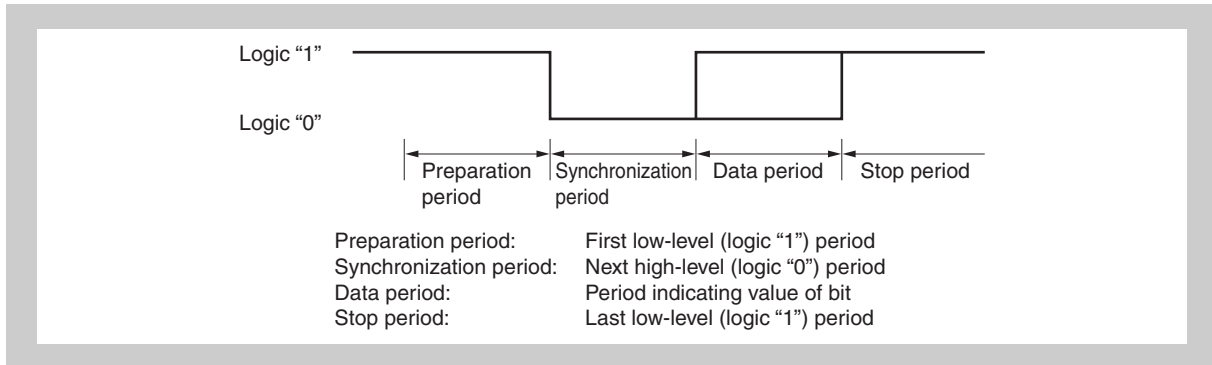 Logic “1”
Logic “0”
Preparation period
Synchronization period
Data period
Stop period
Preparation period: First low-level (logic “1”) period
Synchronization period: Next high-level (logic “0”) period
Data period: Period indicating value of bit
Stop period: Last low-level (logic “1”) period